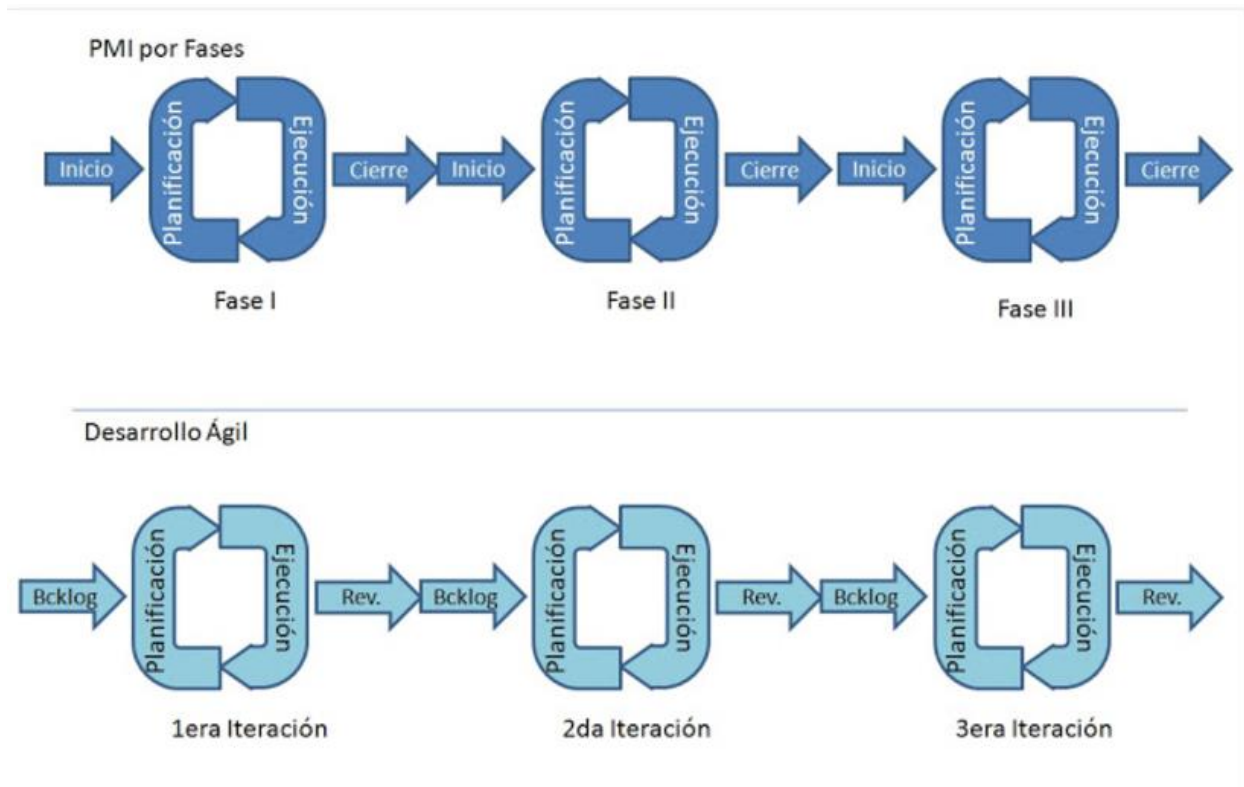 PMI por Fases
Inicio
Planificación
Ejecución
Cierre
Inicio
Planificación
Ejecución
Cierre
Inicio
Planificación
Ejecución
Cierre
Fase I
Fase II
Fase III
Desarrollo Ágil
Bcklog
Planificación
Ejecución
Rev.
Bcklog
Planificación
Ejecución
Rev.
Bcklog
Planificación
Ejecución
Rev.
1era Iteración
2da Iteración
3era Iteración